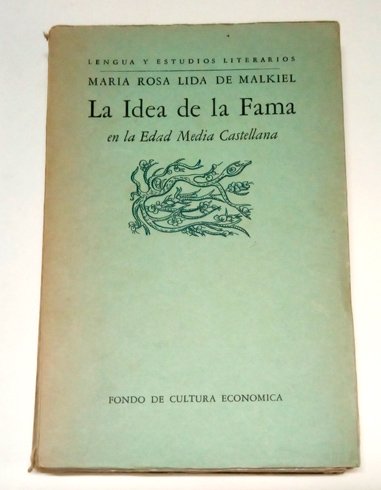 LENGUA Y ESTUDIOS LITERARIOS
MARIA ROSA LIDA DE MALKIEL
La Idea de la Fama
en la Edad Media Castellana
FONDO DE CULTURA ECONOMICA